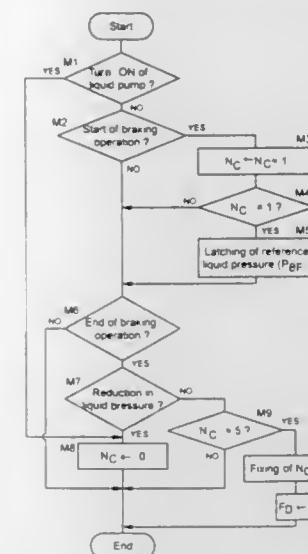 Start
M1
Turn ON of
liquid pump ?
YES
NO
M2
Start of braking
operation ?
YES
NO
M3
NC ← NC + 1
M4
NC = 1 ?
NO
YES
M5
Latching of reference
liquid pressure (PBF
M6
End of braking
operation ?
NO
YES
M7
Reduction in
liquid pressure ?
NO
YES
M8
NC ← 0
M9
NC = 5 ?
YES
NO
Fixing of NC
FD ←
End